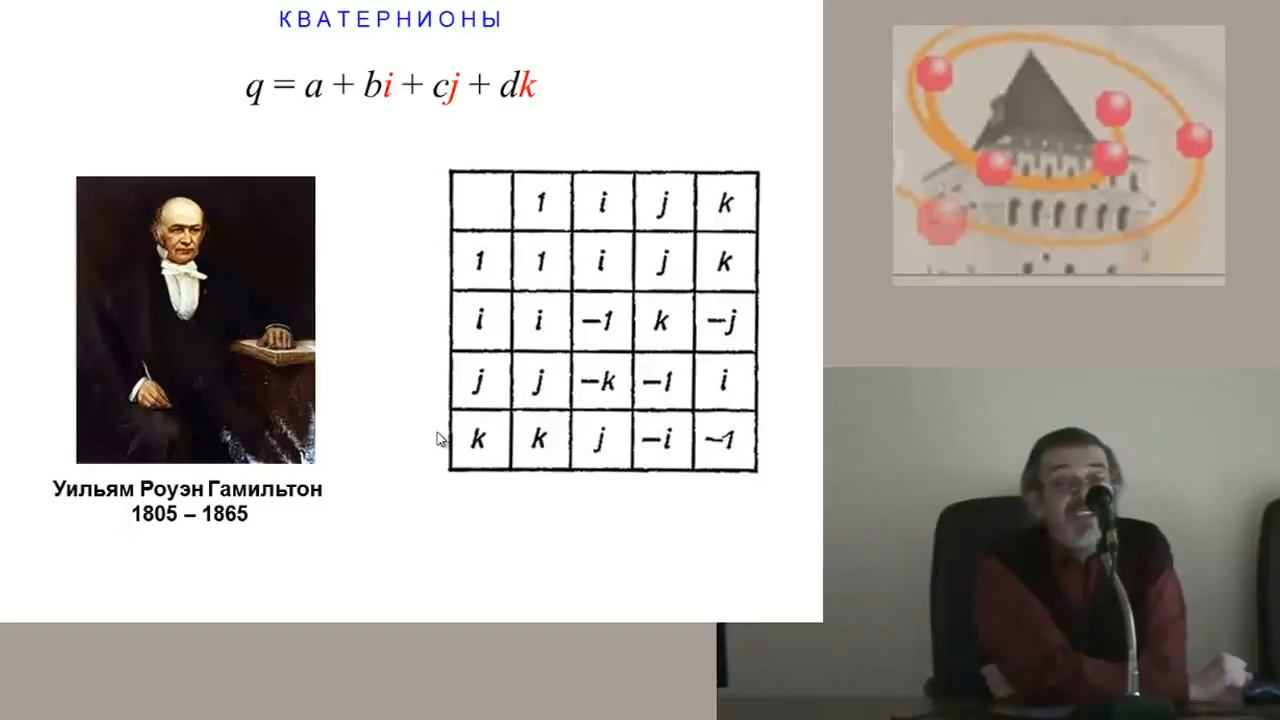 КВАТЕРНИОНЫ
q = a + bi + cj + dk
1 i j k
1 1 i j k
i i –1 k –j
j j –k –1 i
k k j –i –1
Уильям Роуэн Гамильтон
1805 – 1865